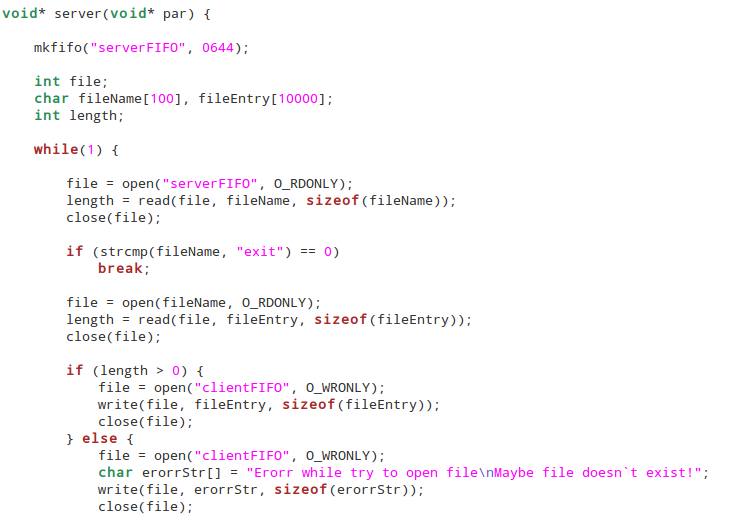 void* server(void* par) {
mkfifo("serverFIFO", 0644);
int file;
char fileName[100], fileEntry[10000];
int length;
while(1) {
file = open("serverFIFO", O_RDONLY);
length = read(file, fileName, sizeof(fileName));
close(file);
if (strcmp(fileName, "exit") == 0)
break;
file = open(fileName, O_RDONLY);
length = read(file, fileEntry, sizeof(fileEntry));
close(file);
if (length > 0) {
file = open("clientFIFO", O_WRONLY);
write(file, fileEntry, sizeof(fileEntry));
close(file);
} else {
file = open("clientFIFO", O_WRONLY);
char erorrStr[] = "Erorr while try to open file\nMaybe file doesn`t exist!";
write(file, erorrStr, sizeof(erorrStr));
close(file);